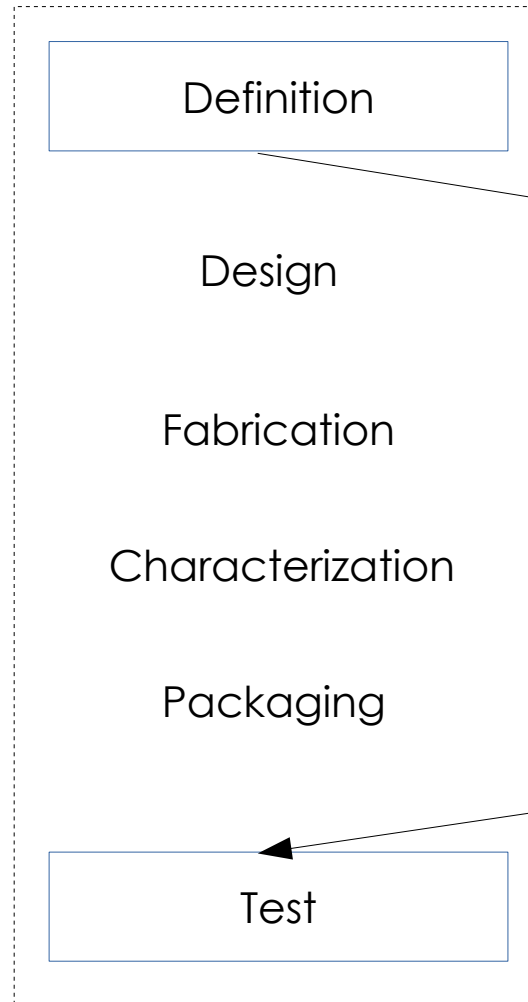 Definition
Design
Fabrication
Characterization
Packaging
Test